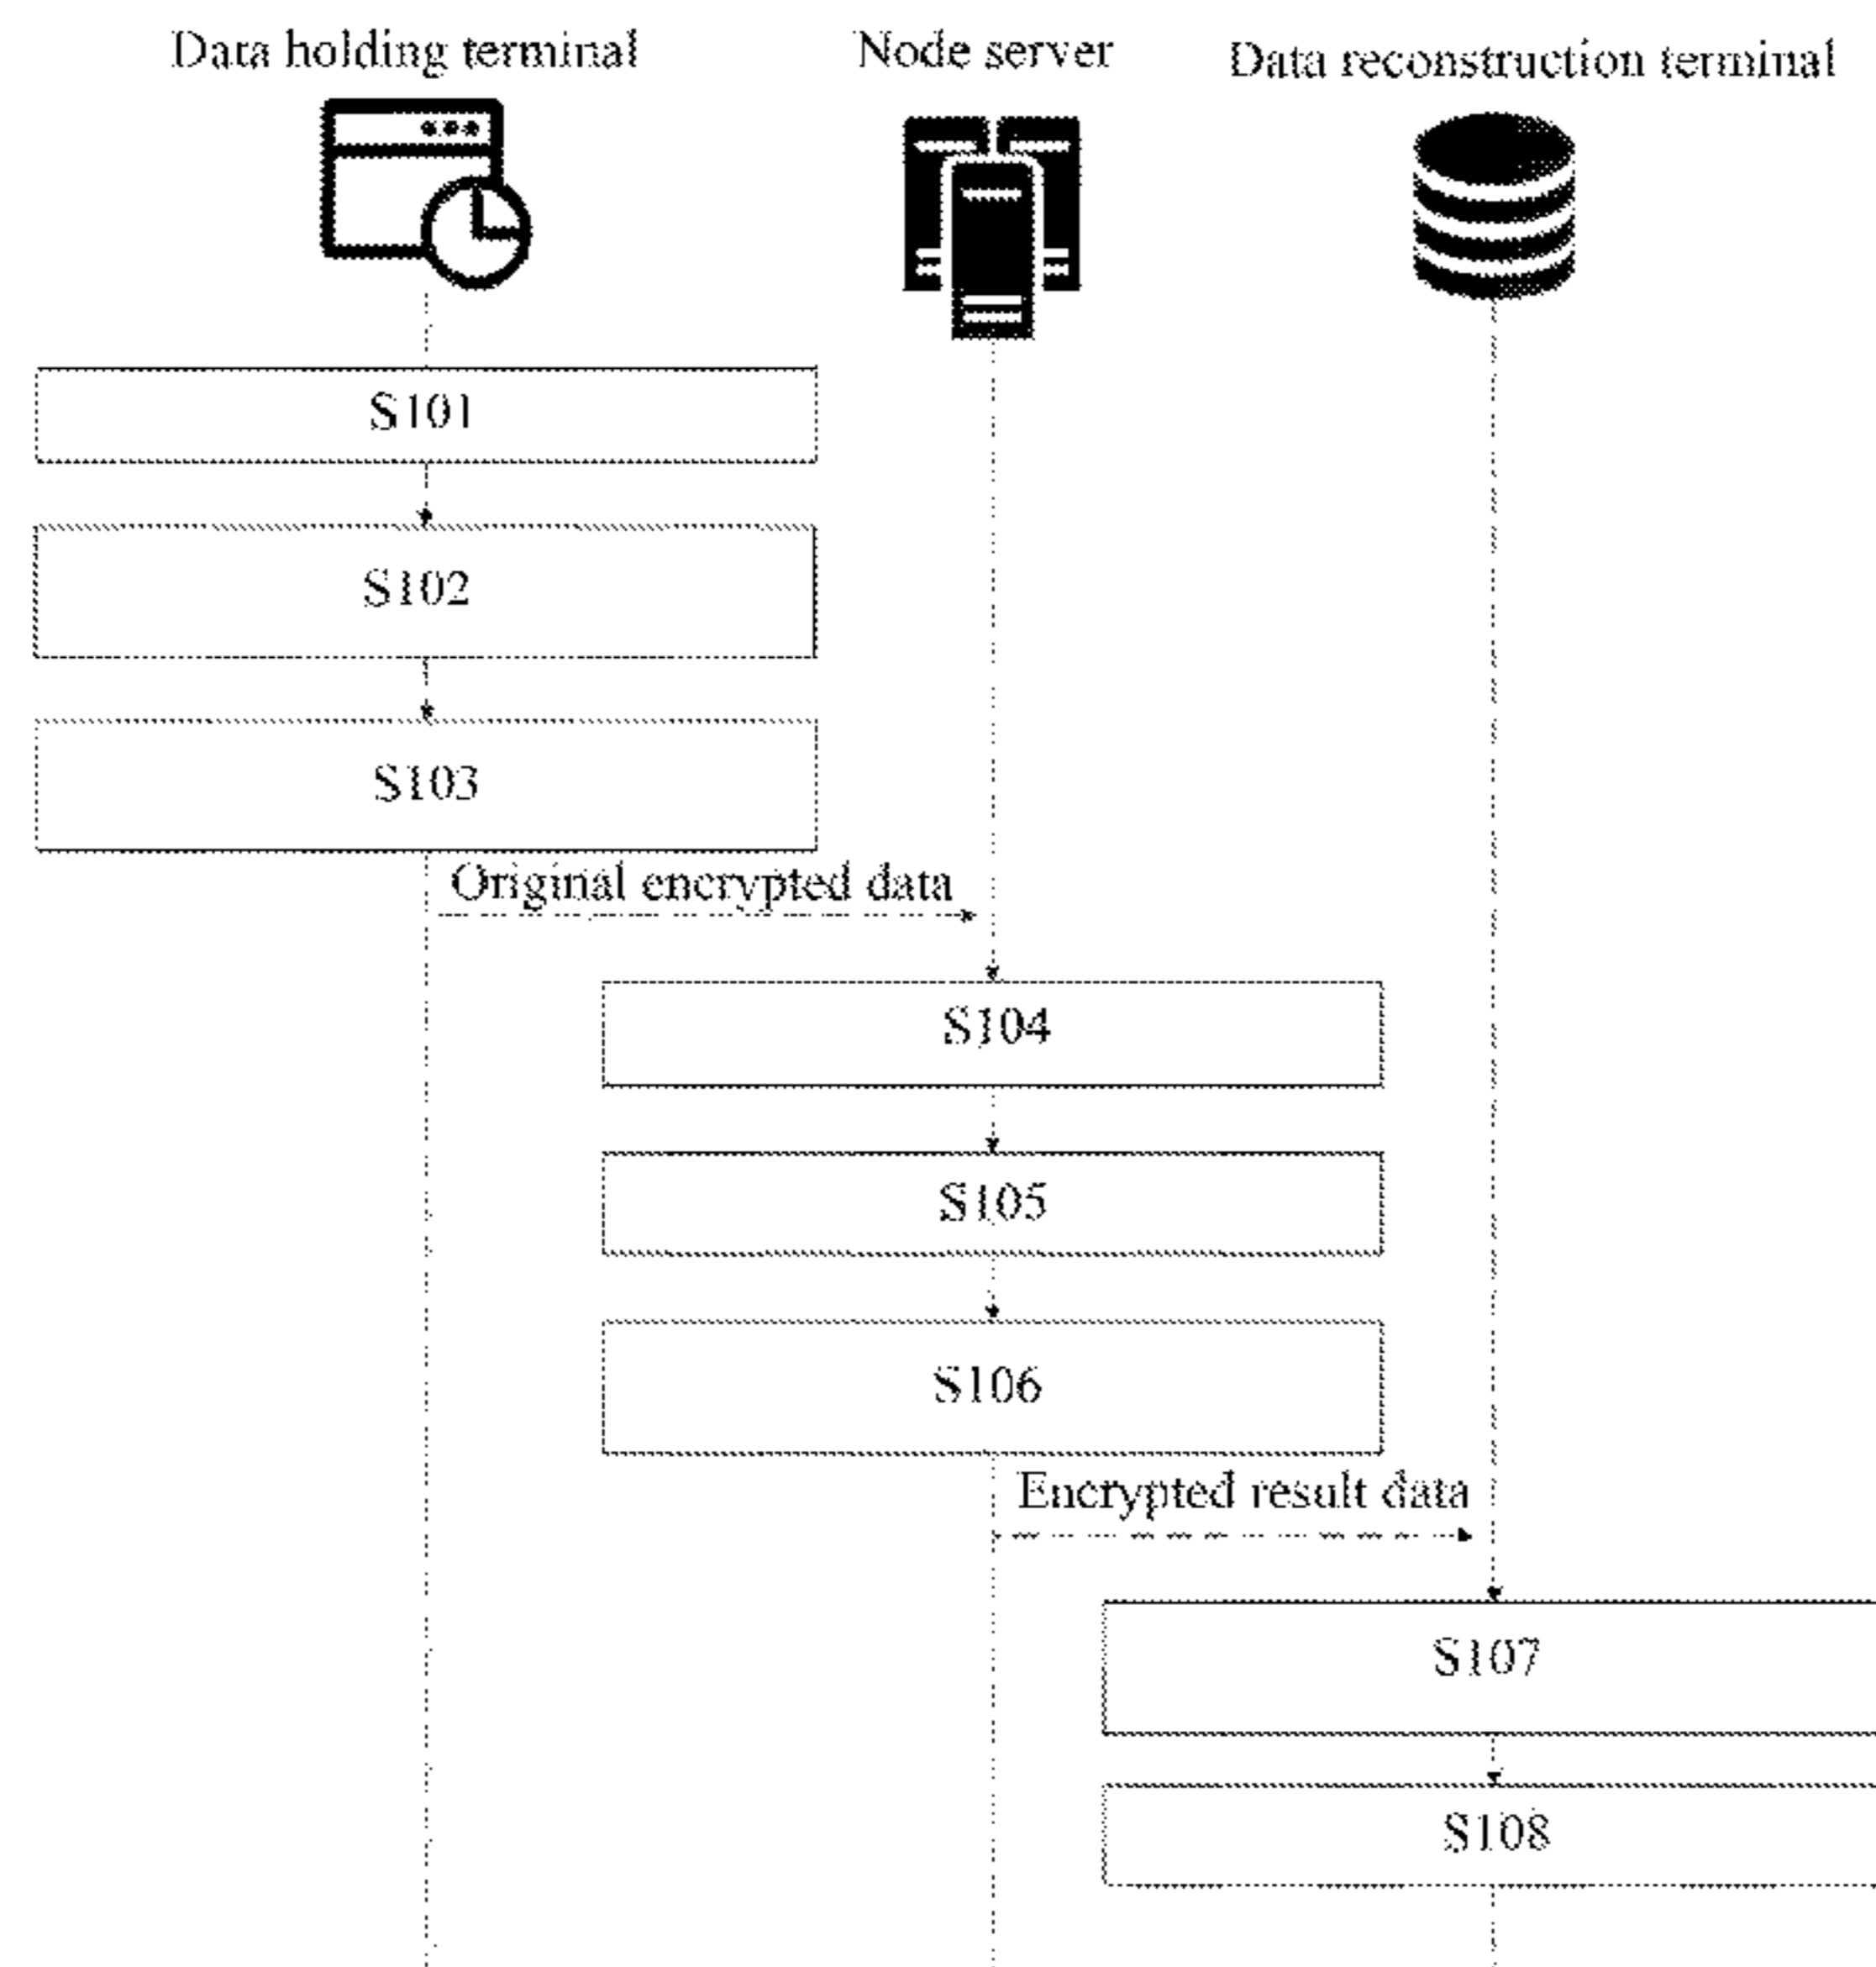 Data holding terminal
Node server
Data reconstruction terminal
S101
S102
S103
Original encrypted data
S104
S105
S106
Encrypted result data
S107
S108